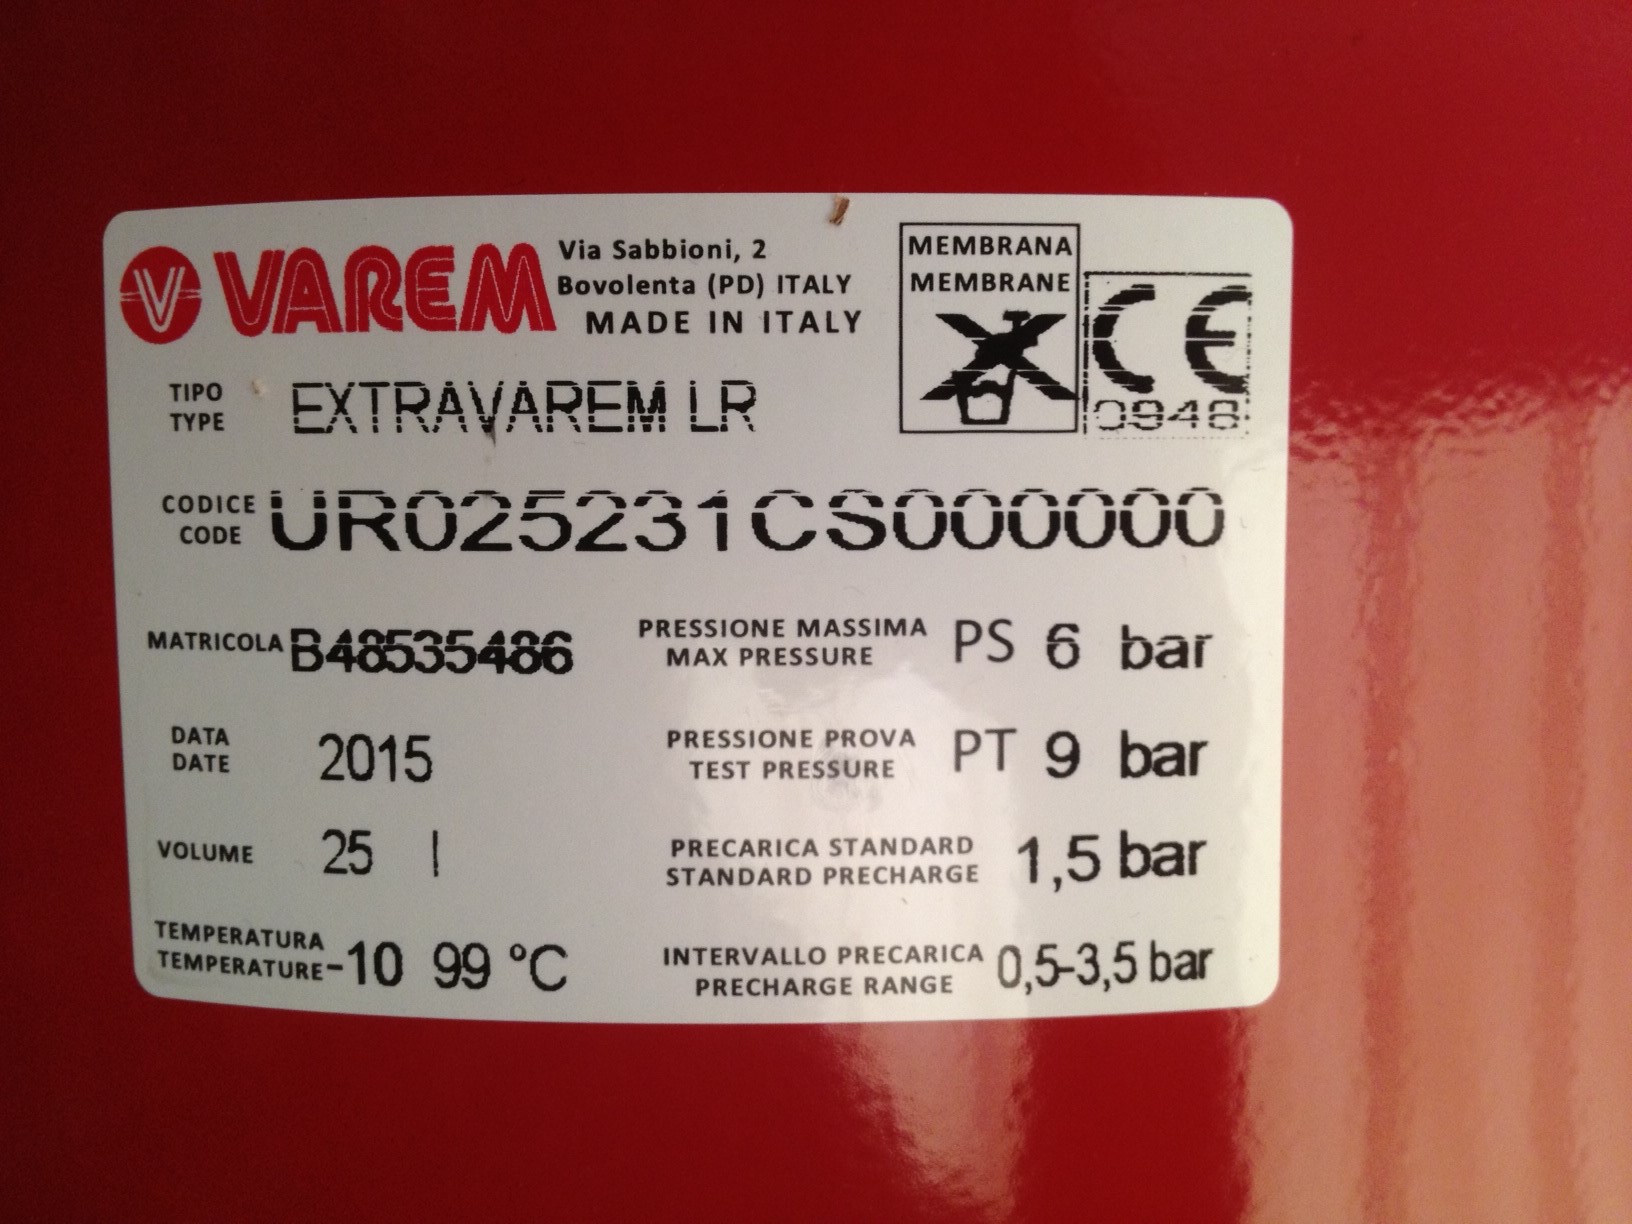 VAREM
Via Sabbioni, 2
Bovolenta (PD) ITALY
MADE IN ITALY
MEMBRANA
MEMBRANE
CE
0948
TIPO
TYPE
EXTRAVAREM LR
CODICE
CODE
UR025231CS000000
MATRICOLA B48535486
PRESSIONE MASSIMA
MAX PRESSURE
PS 6 bar
DATA
DATE
2015
PRESSIONE PROVA
TEST PRESSURE
PT 9 bar
VOLUME 25 l
PRECARICA STANDARD
STANDARD PRECHARGE
1,5 bar
TEMPERATURA
TEMPERATURE
-10 99 °C
INTERVALLO PRECARICA
PRECHARGE RANGE
0,5-3,5 bar